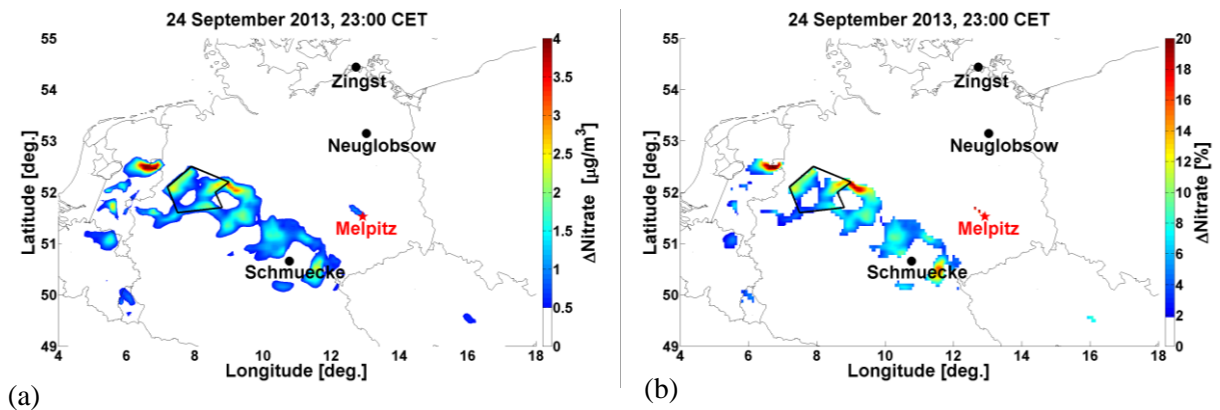 24 September 2013, 23:00 CET
55
54
53
52
51
50
49
Latitude [deg.]
4
6
8
10
12
14
16
18
Longitude [deg.]
Zingst
Neuglobsow
Melpitz
Schmuecke
4
3.5
3
2.5
2
1.5
1
0.5
0
ΔNitrate [µg/m³]
(a)
24 September 2013, 23:00 CET
55
54
53
52
51
50
49
Latitude [deg.]
4
6
8
10
12
14
16
18
Longitude [deg.]
Zingst
Neuglobsow
Melpitz
Schmuecke
20
18
16
14
12
10
8
6
4
2
0
ΔNitrate [%]
(b)